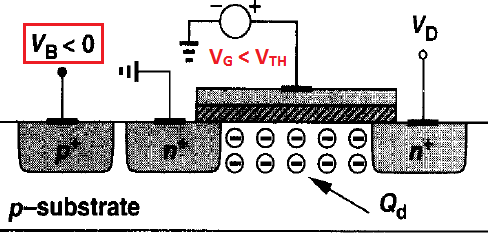 − +
V_B < 0
V_G < V_TH
V_D
p+
n+
n+
Q_d
p–substrate